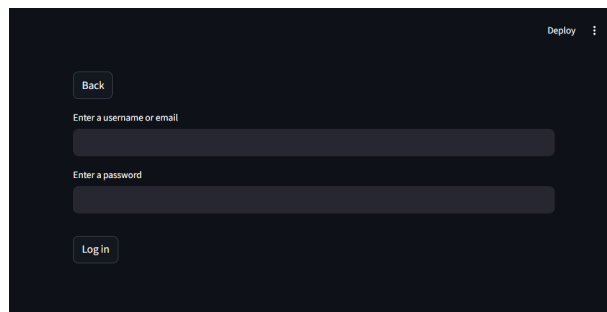 Deploy
Back
Enter a username or email
Enter a password
Log in